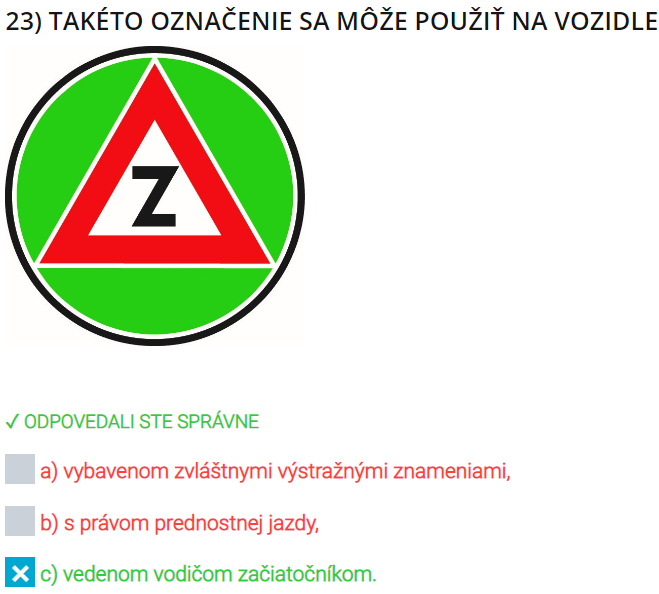 23) TAKÉTO OZNAČENIE SA MÔŽE POUŽIŤ NA VOZIDLE
Z
✓ ODPOVEDALI STE SPRÁVNE
a) vybavenom zvláštnymi výstražnými znameniami,
b) s právom prednostnej jazdy,
c) vedenom vodičom začiatočníkom.